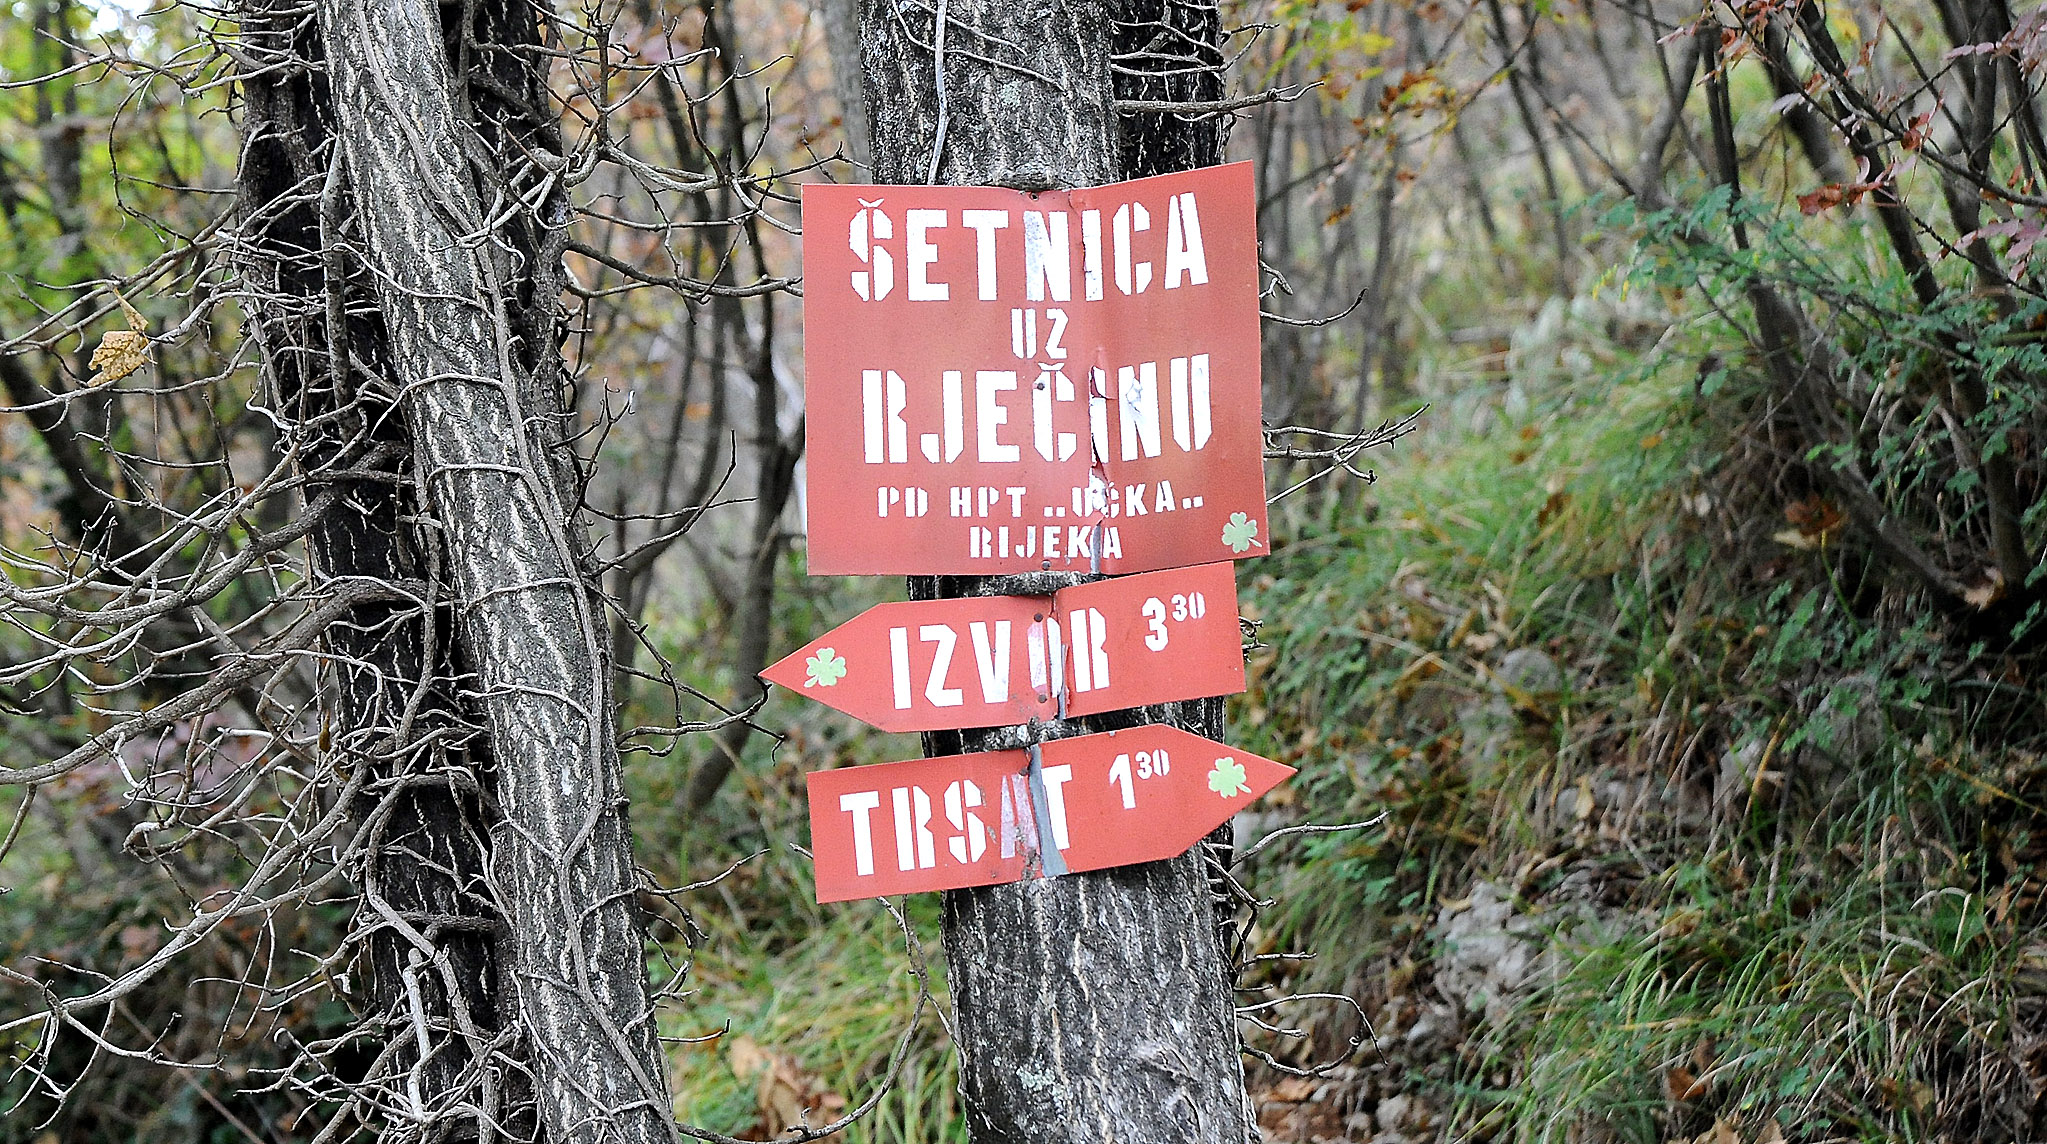 ŠETNICA
UZ
RJEČINU
PD HPT „UČKA„
RIJEKA
IZVOR 3³⁰
TRSAT 1³⁰